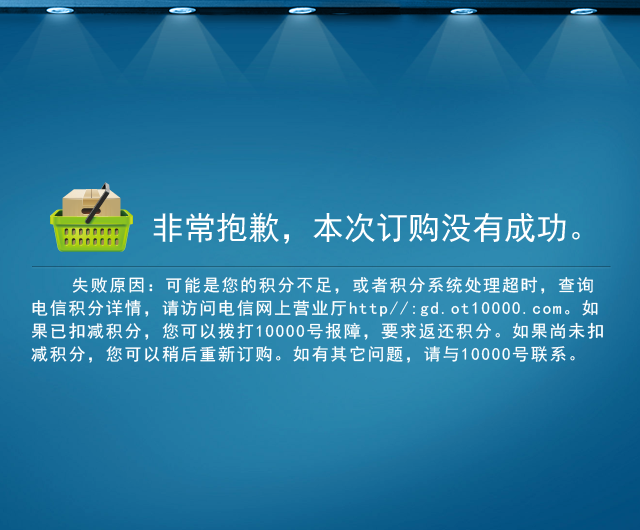 非常抱歉，本次订购没有成功。
失败原因：可能是您的积分不足，或者积分系统处理超时，查询
电信积分详情，请访问电信网上营业厅http//:gd.ot10000.com。如
果已扣减积分，您可以拨打10000号报障，要求返还积分。如果尚未扣
减积分，您可以稍后重新订购。如有其它问题，请与10000号联系。